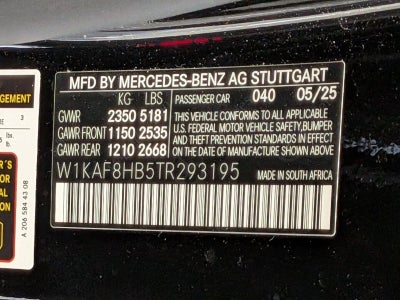 MFD BY MERCEDES-BENZ AG STUTTGART
KG LBS PASSENGER CAR 040 05/25
GVWR 2350 5181
GAWR FRONT 1150 2535
GAWR REAR 1210 2668
THIS VEHICLE CONFORMS TO ALL APPLICABLE
U.S. FEDERAL MOTOR VEHICLE SAFETY, BUMPER
AND THEFT PREVENTION STANDARDS IN EFFECT
ON THE DATE OF MANUFACTURE SHOWN ABOVE
W1KAF8HB5TR293195 MADE IN SOUTH AFRICA
3
lbs.
A 206 584 43 08